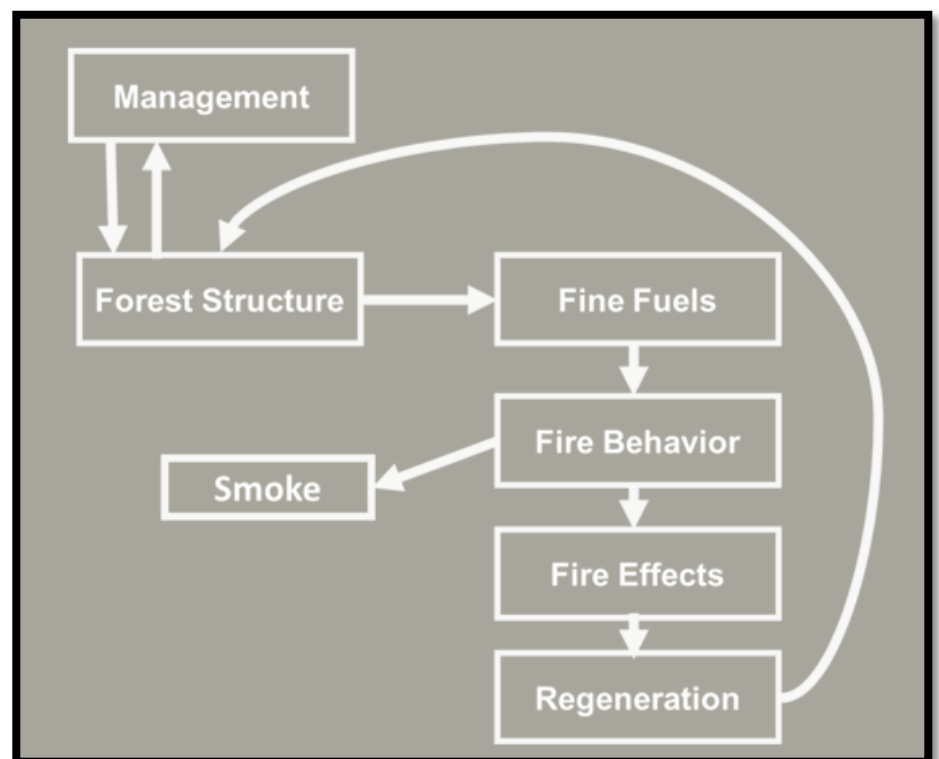 Management
Forest Structure
Fine Fuels
Fire Behavior
Smoke
Fire Effects
Regeneration